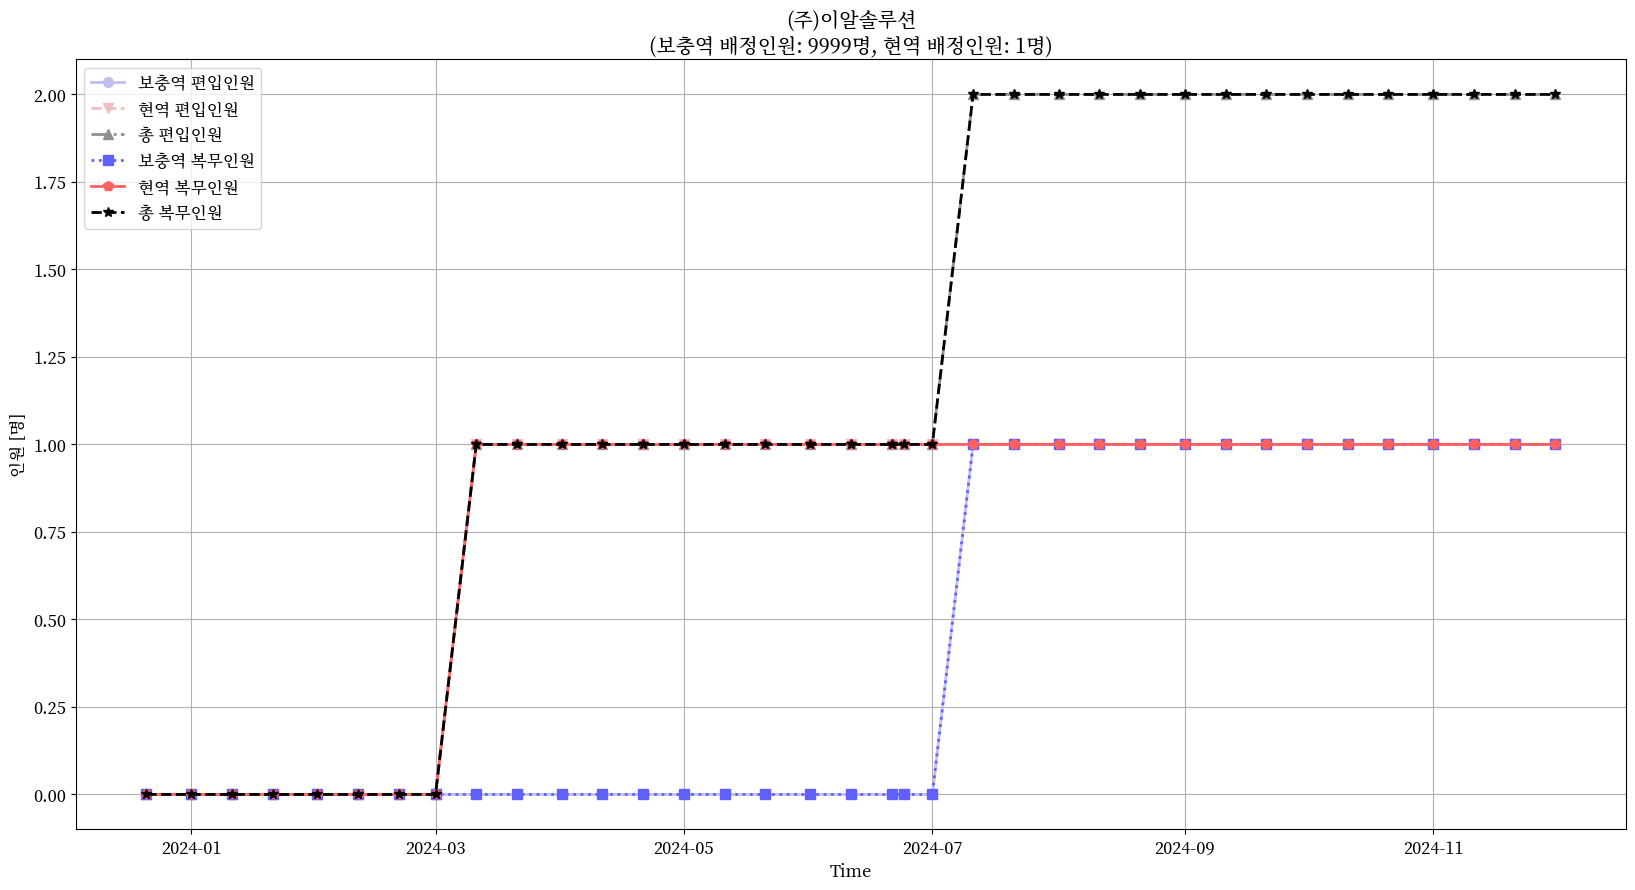 (주)이알솔루션
(보충역 배정인원: 9999명, 현역 배정인원: 1명)
보충역 편입인원
현역 편입인원
총 편입인원
보충역 복무인원
현역 복무인원
총 복무인원
인원 [명]
2.00
1.75
1.50
1.25
1.00
0.75
0.50
0.25
0.00
2024-01
2024-03
2024-05
2024-07
2024-09
2024-11
Time